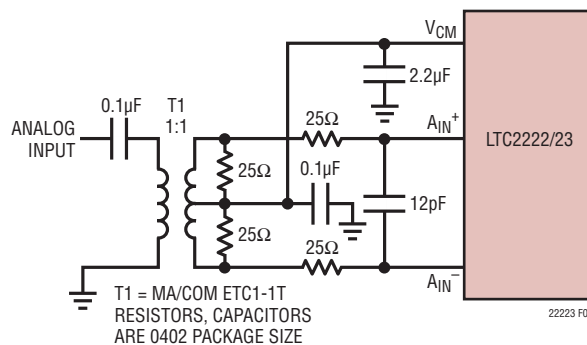 VCM
2.2µF
0.1µF
T1
1:1
ANALOG
INPUT
25Ω
AIN+
LTC2222/23
25Ω
0.1µF
12pF
25Ω
25Ω
AIN–
T1 = MA/COM ETC1-1T
RESISTORS, CAPACITORS
ARE 0402 PACKAGE SIZE
22223 F0